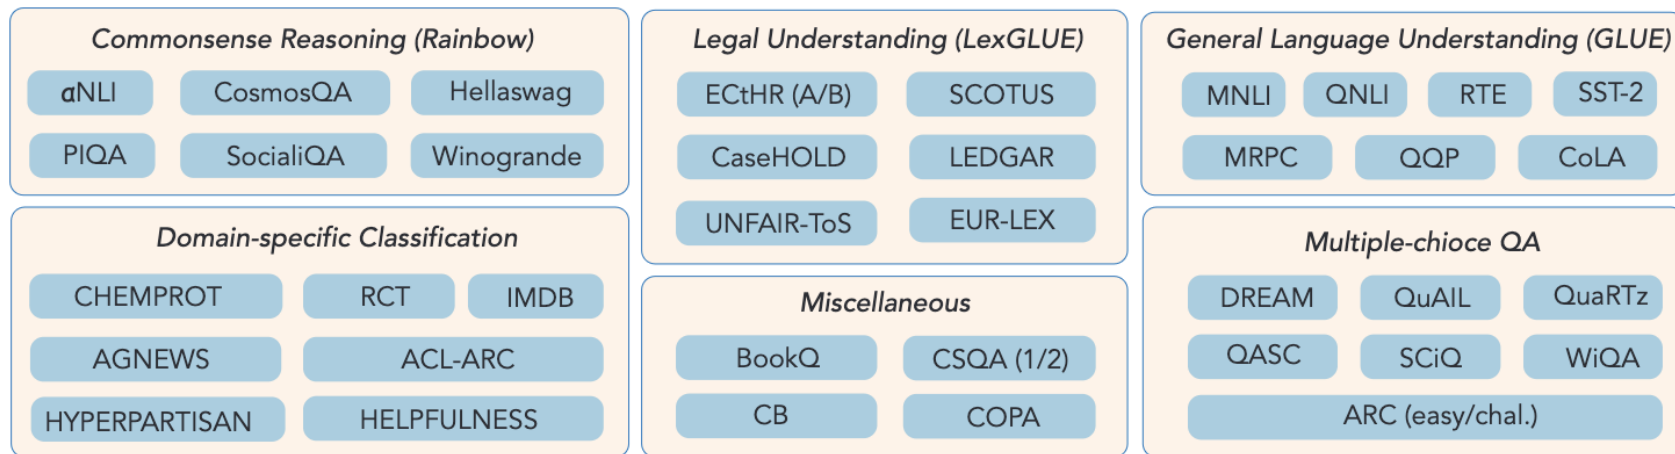 Commonsense Reasoning (Rainbow)
αNLI CosmosQA Hellaswag
PIQA SocialiQA Winogrande
Legal Understanding (LexGLUE)
ECtHR (A/B) SCOTUS
CaseHOLD LEDGAR
UNFAIR-ToS EUR-LEX
General Language Understanding (GLUE)
MNLI QNLI RTE SST-2
MRPC QQP CoLA
Domain-specific Classification
CHEMPROT RCT IMDB
AGNEWS ACL-ARC
HYPERPARTISAN HELPFULNESS
Miscellaneous
BookQ CSQA (1/2)
CB COPA
Multiple-chioce QA
DREAM QuAIL QuaRTz
QASC SCiQ WiQA
ARC (easy/chal.)